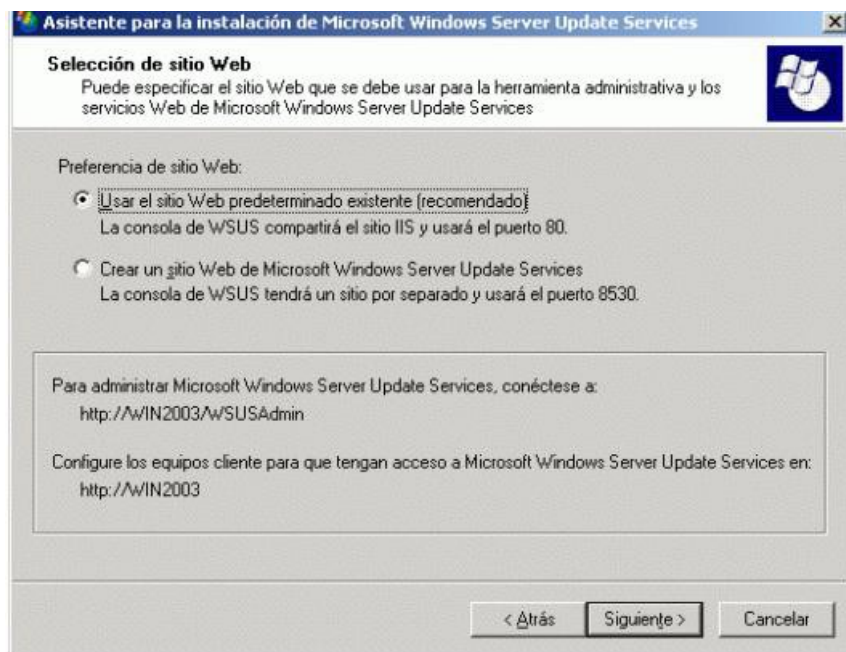 Asistente para la instalación de Microsoft Windows Server Update Services
Selección de sitio Web
Puede especificar el sitio Web que se debe usar para la herramienta administrativa y los
servicios Web de Microsoft Windows Server Update Services
Preferencia de sitio Web:
Usar el sitio Web predeterminado existente (recomendado)
La consola de WSUS compartirá el sitio IIS y usará el puerto 80.
Crear un sitio Web de Microsoft Windows Server Update Services
La consola de WSUS tendrá un sitio por separado y usará el puerto 8530.
Para administrar Microsoft Windows Server Update Services, conéctese a:
http://WIN2003/WSUSAdmin
Configure los equipos cliente para que tengan acceso a Microsoft Windows Server Update Services en:
http://WIN2003
< Atrás
Siguiente >
Cancelar